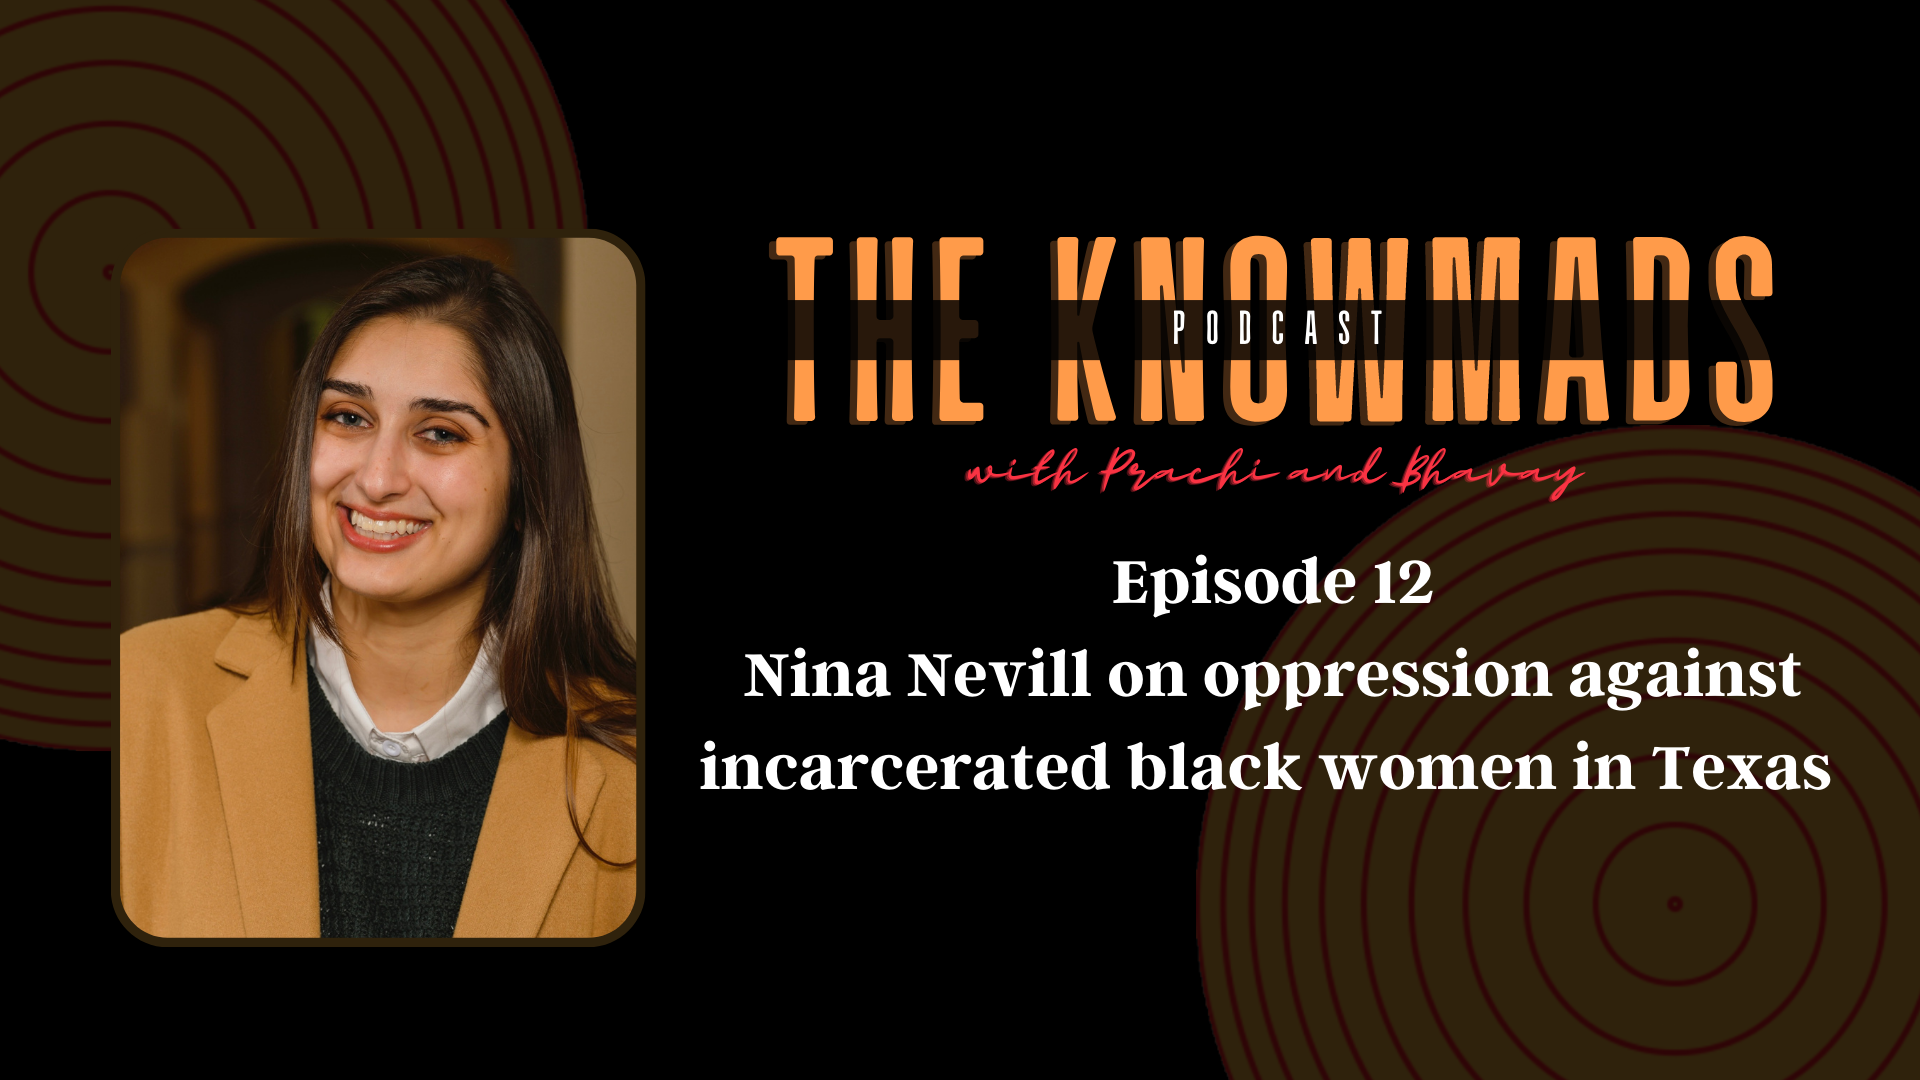 THE KNOWMADS
PODCAST
with Prachi and Bhavay
Episode 12
Nina Nevill on oppression against
incarcerated black women in Texas